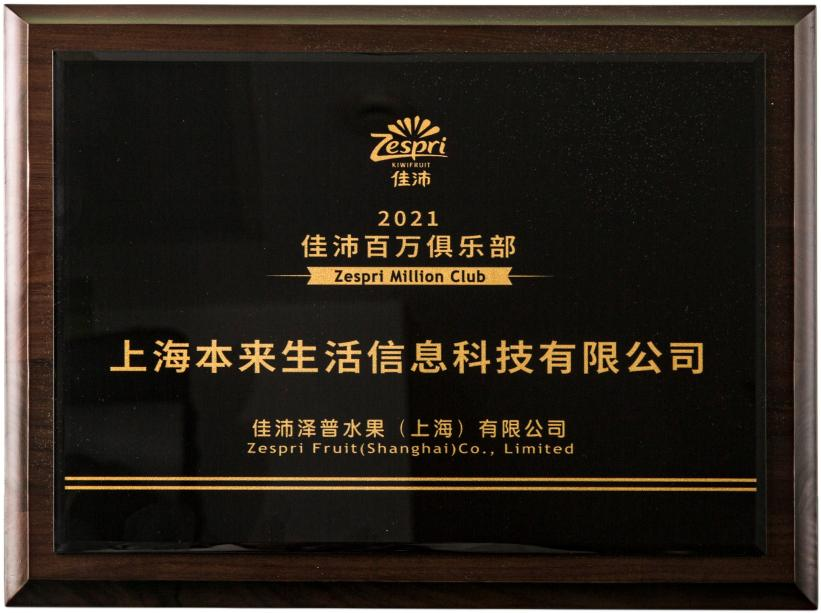 Zespri
KIWIFRUIT
佳沛
2021
佳沛百万俱乐部
Zespri Million Club
上海本来生活信息科技有限公司
佳沛泽普水果（上海）有限公司
Zespri Fruit(Shanghai)Co., Limited